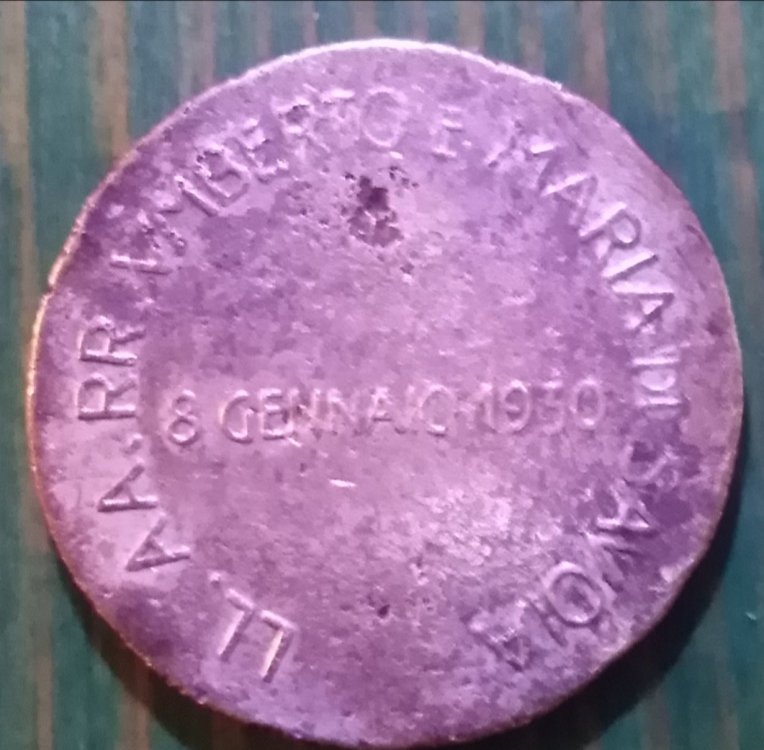 LL. AA. RR UMBERTO E MARIA DI SAVOIA
8 GENNAIO 1930